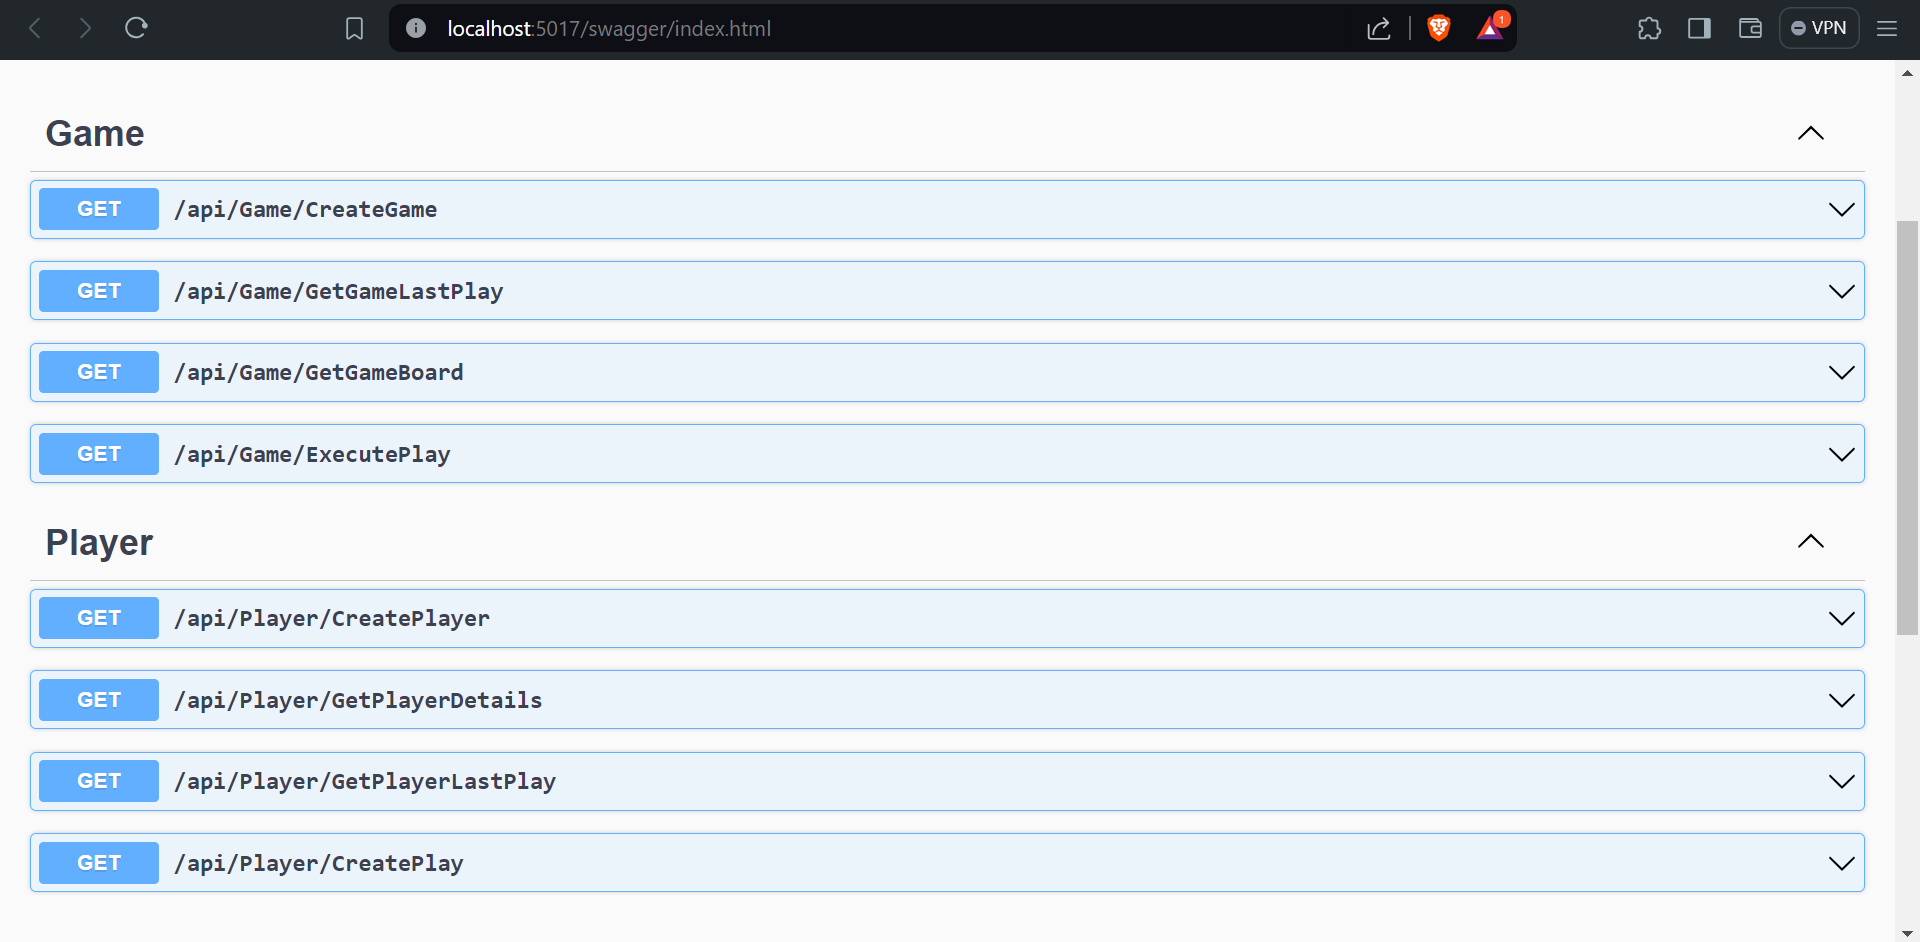 localhost:5017/swagger/index.html
1
VPN
Game
GET /api/Game/CreateGame
GET /api/Game/GetGameLastPlay
GET /api/Game/GetGameBoard
GET /api/Game/ExecutePlay
Player
GET /api/Player/CreatePlayer
GET /api/Player/GetPlayerDetails
GET /api/Player/GetPlayerLastPlay
GET /api/Player/CreatePlay